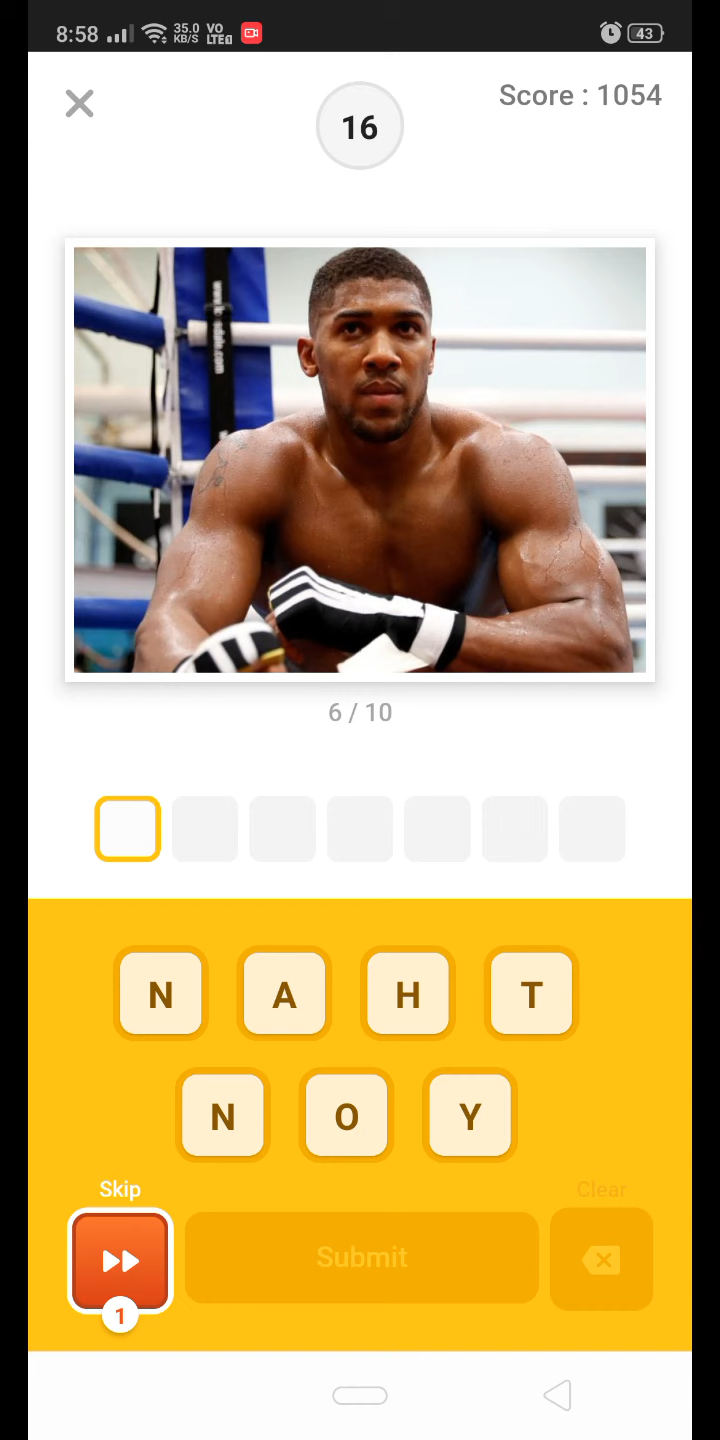 8:58 35.0 KB/S VO LTE 43
16
Score : 1054
6 / 10
N A H T
N O Y
Skip
Clear
Submit
1